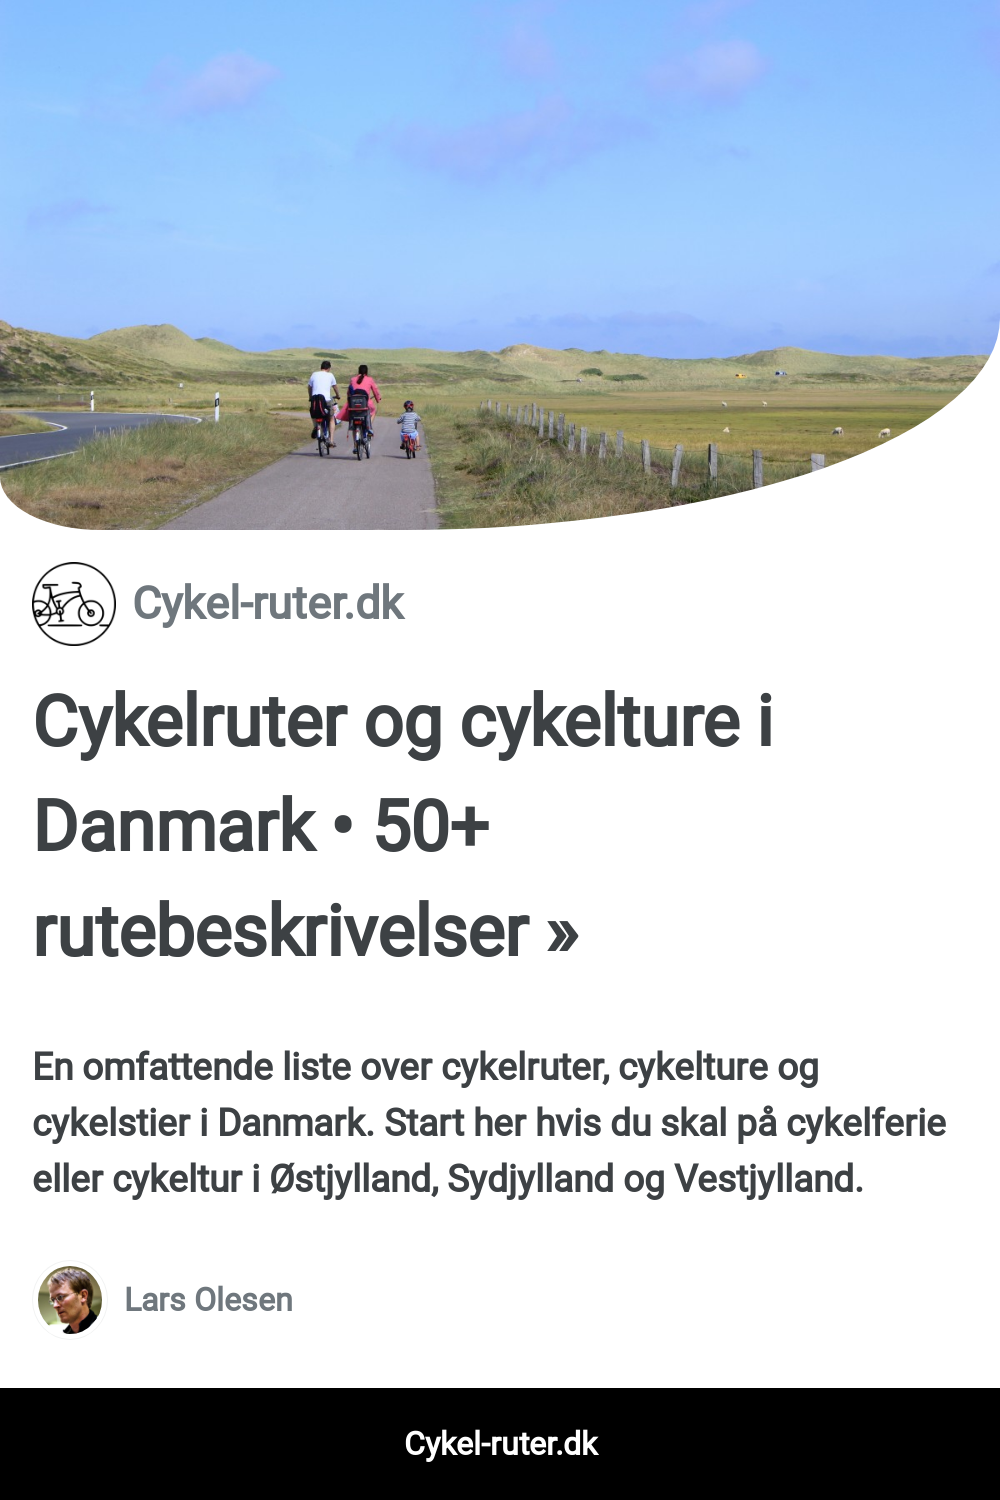 Cykel-ruter.dk
Cykelruter og cykelture i
Danmark • 50+
rutebeskrivelser »
En omfattende liste over cykelruter, cykelture og
cykelstier i Danmark. Start her hvis du skal på cykelferie
eller cykeltur i Østjylland, Sydjylland og Vestjylland.
Lars Olesen
Cykel-ruter.dk